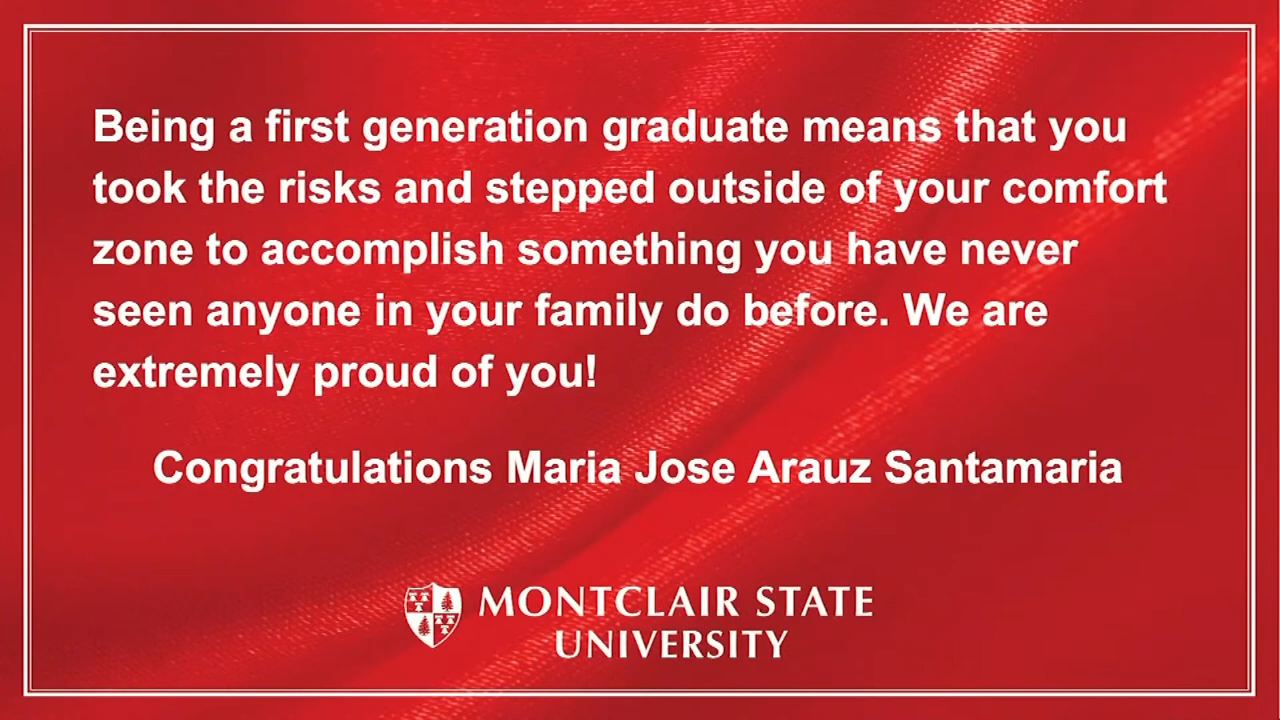 Being a first generation graduate means that you
took the risks and stepped outside of your comfort
zone to accomplish something you have never
seen anyone in your family do before. We are
extremely proud of you!
Congratulations Maria Jose Arauz Santamaria
MONTCLAIR STATE
UNIVERSITY